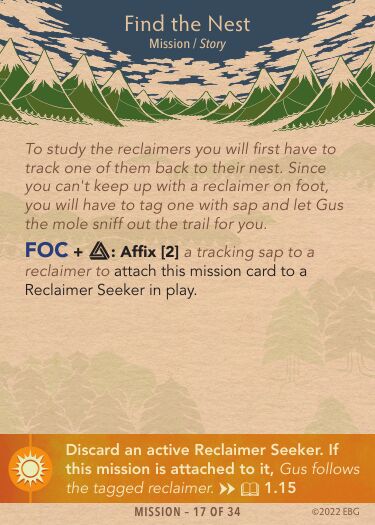 Find the Nest
Mission / Story
To study the reclaimers you will first have to
track one of them back to their nest. Since
you can't keep up with a reclaimer on foot,
you will have to tag one with sap and let Gus
the mole sniff out the trail for you.
FOC + : Affix [2] a tracking sap to a
reclaimer to attach this mission card to a
Reclaimer Seeker in play.
Discard an active Reclaimer Seeker. If
this mission is attached to it, Gus follows
the tagged reclaimer. 1.15
MISSION – 17 OF 34
©2022 EBG